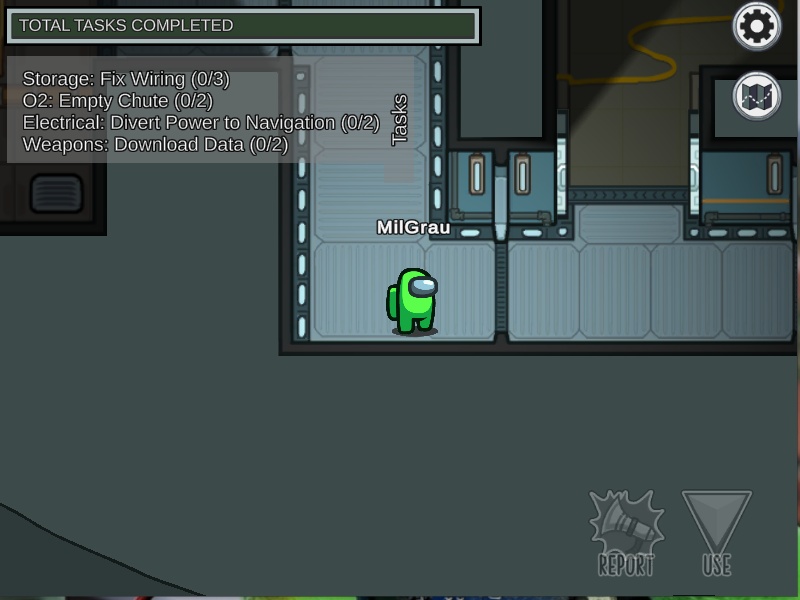 TOTAL TASKS COMPLETED
Storage: Fix Wiring (0/3)
O2: Empty Chute (0/2)
Electrical: Divert Power to Navigation (0/2)
Weapons: Download Data (0/2)
Tasks
MilGrau
REPORT
USE